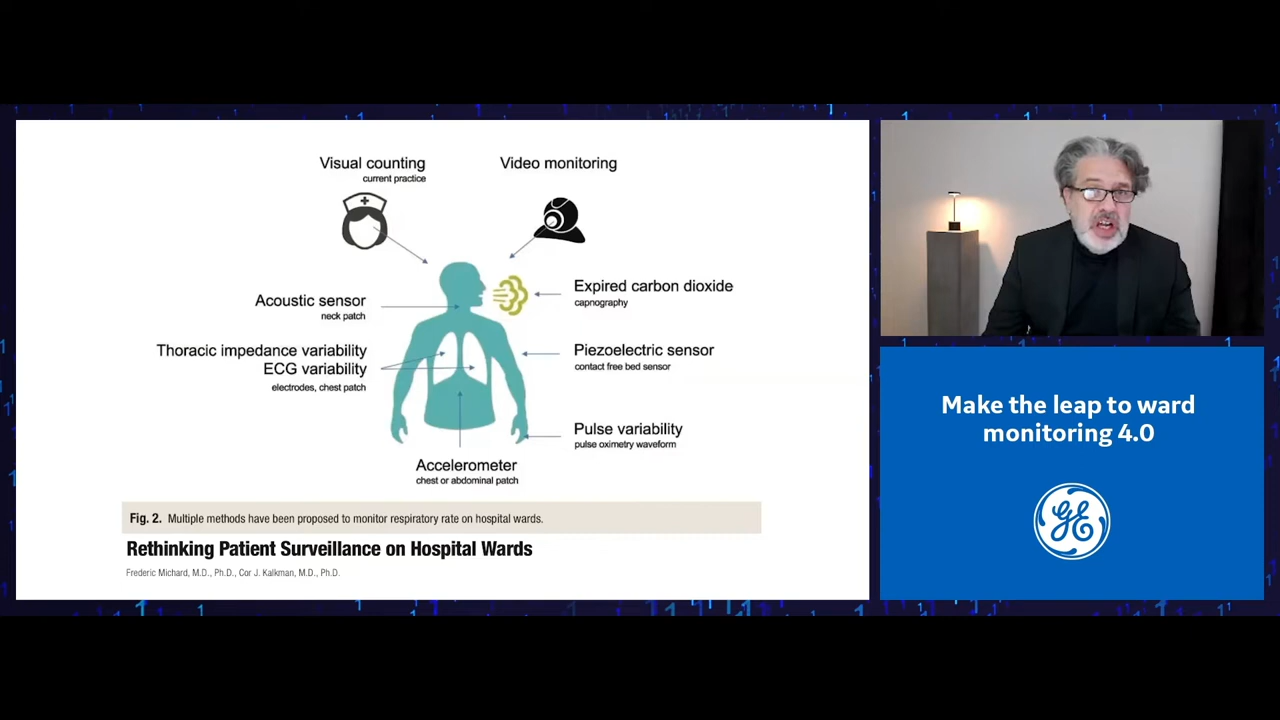 Visual counting
current practice
Video monitoring
Acoustic sensor
neck patch
Expired carbon dioxide
capnography
Thoracic impedance variability
ECG variability
electrodes, chest patch
Piezoelectric sensor
contact free bed sensor
Pulse variability
pulse oximetry waveform
Accelerometer
chest or abdominal patch
Fig. 2. Multiple methods have been proposed to monitor respiratory rate on hospital wards.
Rethinking Patient Surveillance on Hospital Wards
Frederic Michard, M.D., Ph.D., Cor J. Kalkman, M.D., Ph.D.
Make the leap to ward
monitoring 4.0
GE